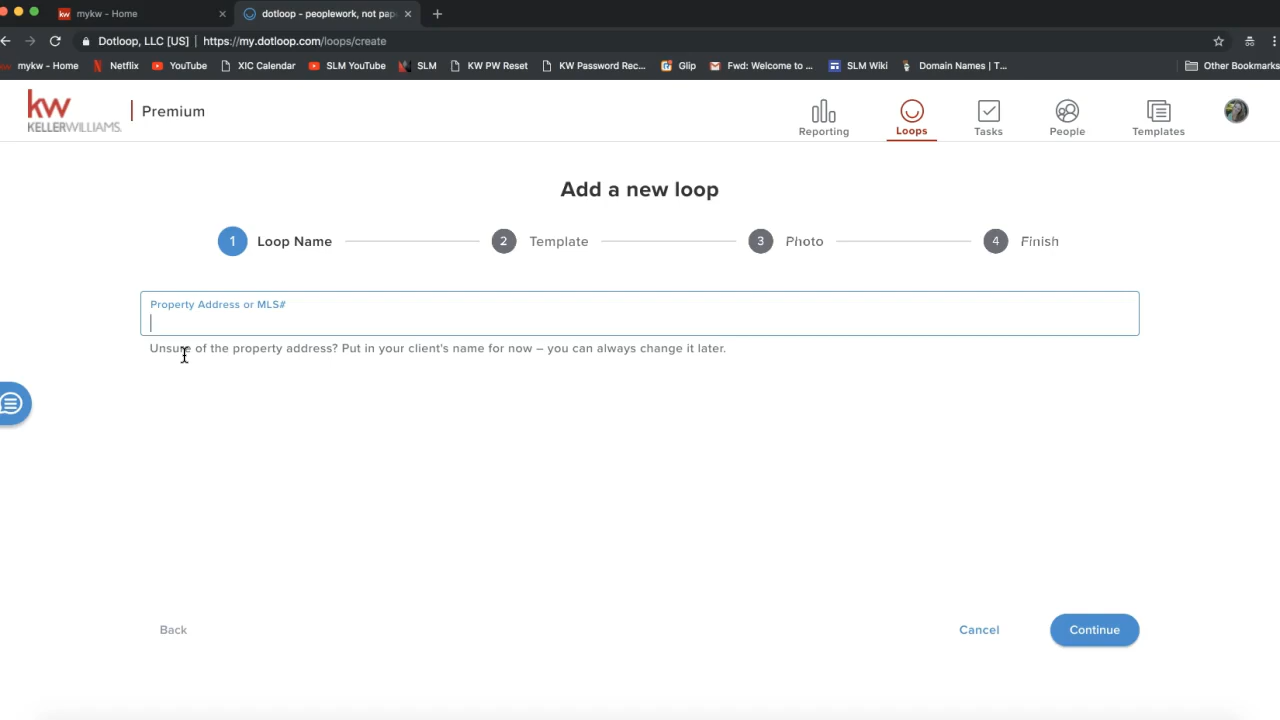 mykw - Home
dotloop - peoplework, not pap
Dotloop, LLC [US] | https://my.dotloop.com/loops/create
mykw - Home Netflix YouTube XIC Calendar SLM YouTube SLM KW PW Reset KW Password Rec... Glip Fwd: Welcome to ... SLM Wiki Domain Names | T... Other Bookmarks
kw
KELLERWILLIAMS.
Premium
Reporting Loops Tasks People Templates
Add a new loop
1 Loop Name 2 Template 3 Photo 4 Finish
Property Address or MLS#
Unsure of the property address? Put in your client's name for now – you can always change it later.
Back Cancel Continue